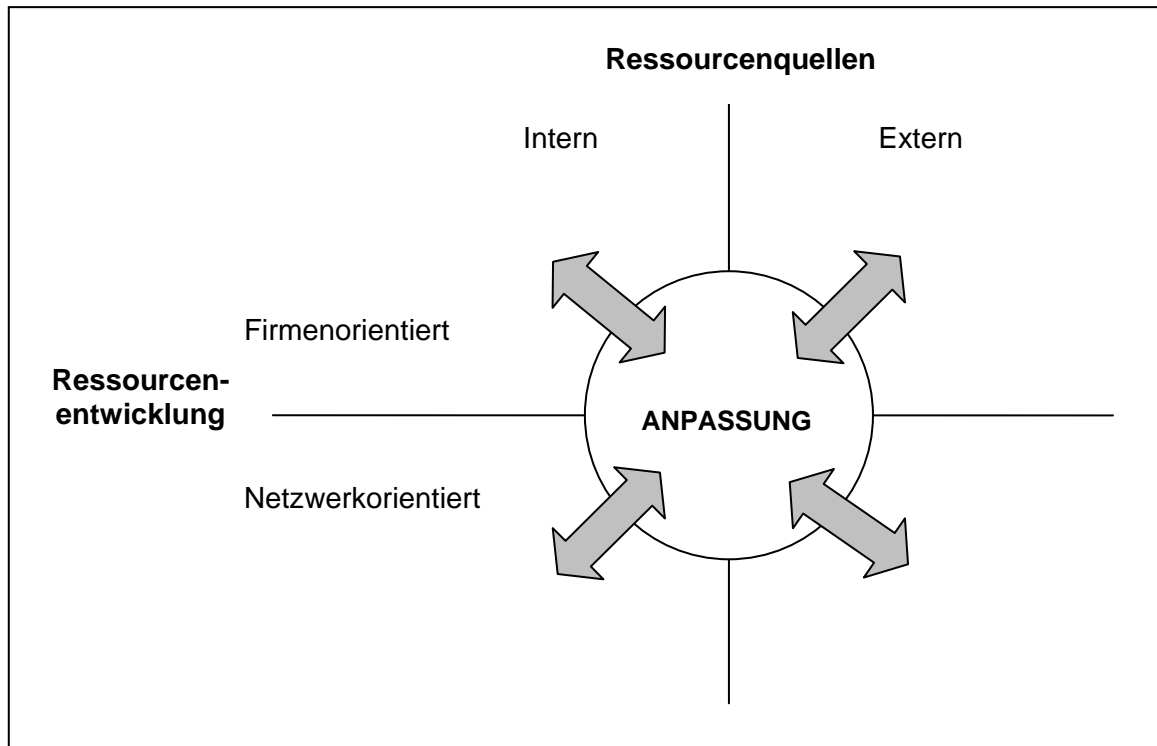 Ressourcenquellen
Intern
Extern
Firmenorientiert
Ressourcen-
entwicklung
ANPASSUNG
Netzwerkorientiert